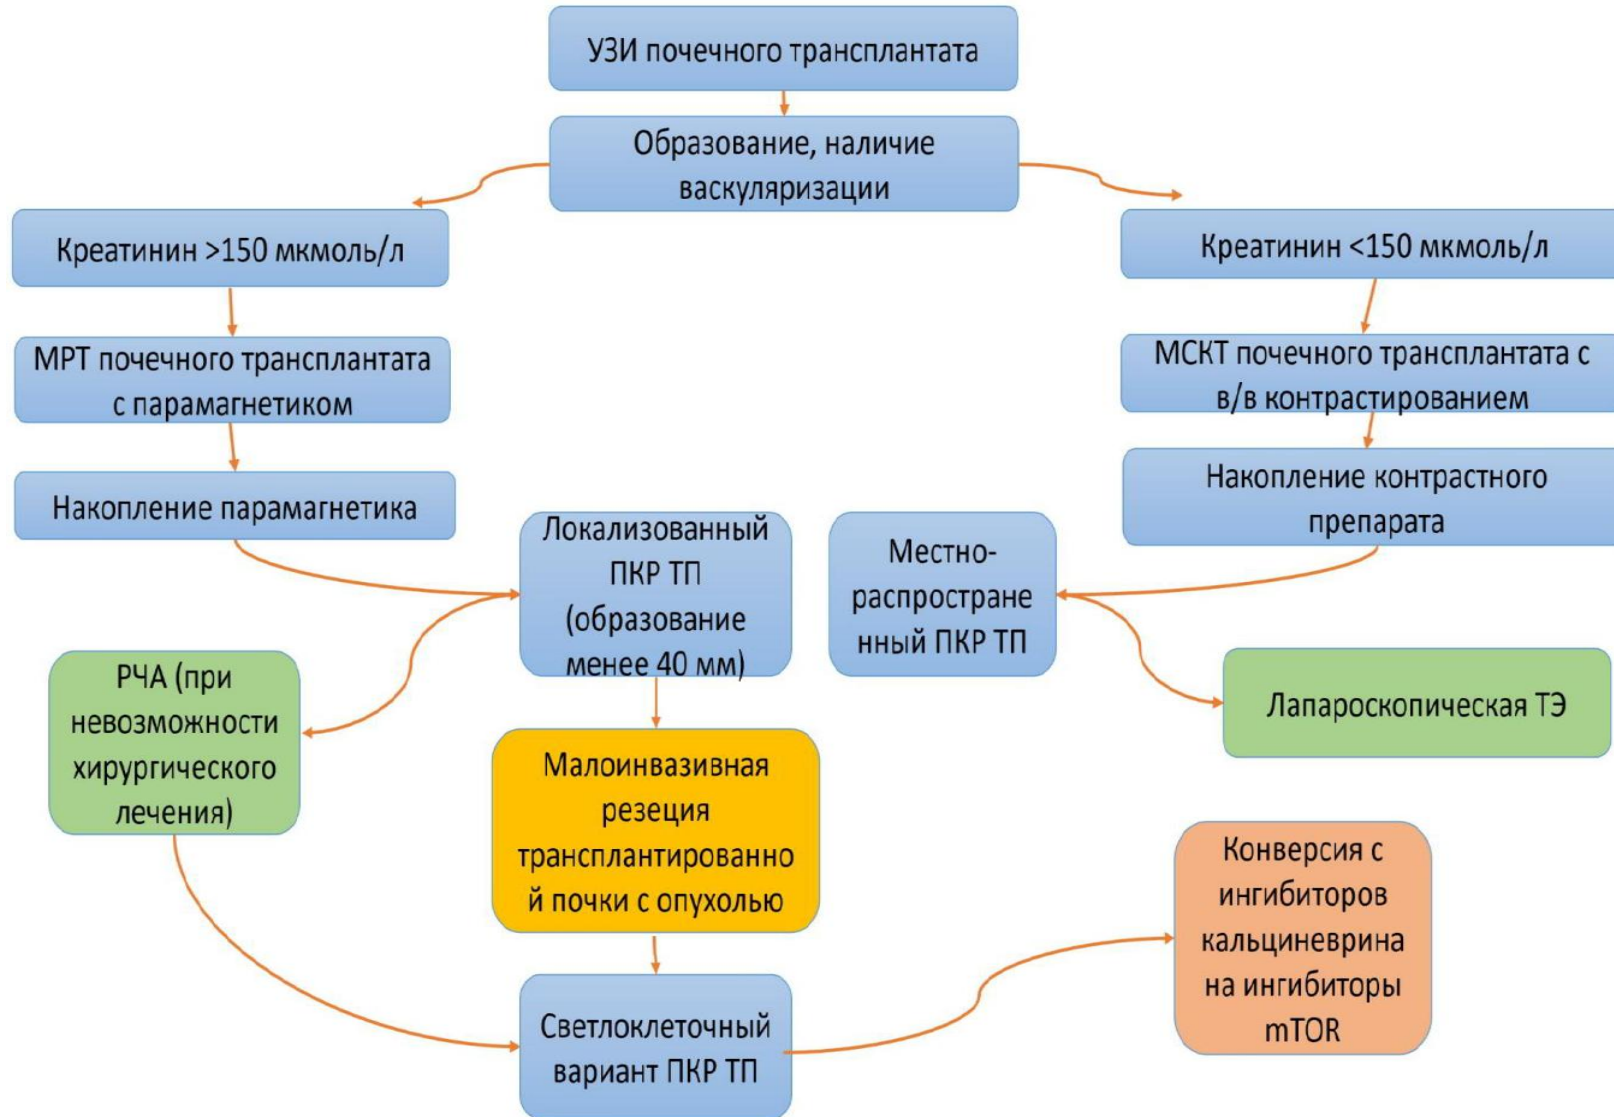 УЗИ почечного трансплантата
Образование, наличие
васкуляризации
Креатинин >150 мкмоль/л
Креатинин <150 мкмоль/л
МРТ почечного трансплантата
с парамагнетиком
МСКТ почечного трансплантата с
в/в контрастированием
Накопление парамагнетика
Накопление контрастного
препарата
Локализованный
ПКР ТП
(образование
менее 40 мм)
Местно-
распростране
нный ПКР ТП
РЧА (при
невозможности
хирургического
лечения)
Лапароскопическая ТЭ
Малоинвазивная
резеция
трансплантированно
й почки с опухолью
Конверсия с
ингибиторов
кальциневрина
на ингибиторы
mTOR
Светлоклеточный
вариант ПКР ТП